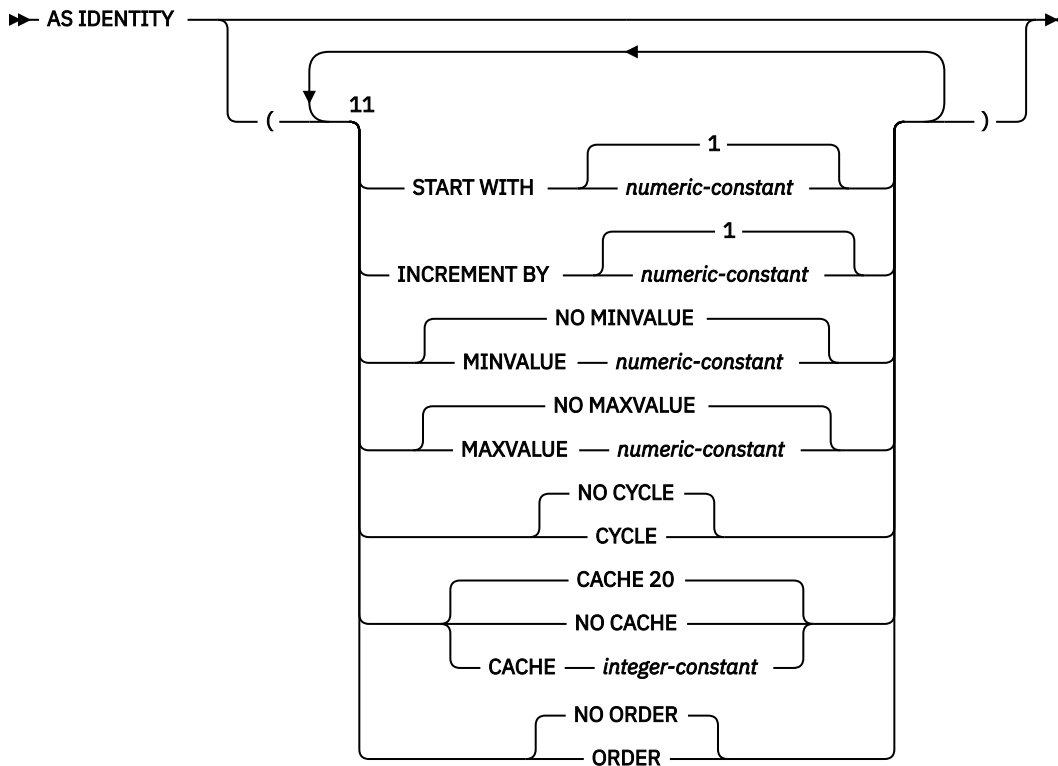 AS IDENTITY
11
( )
1
START WITH numeric-constant
1
INCREMENT BY numeric-constant
NO MINVALUE
MINVALUE numeric-constant
NO MAXVALUE
MAXVALUE numeric-constant
NO CYCLE
CYCLE
CACHE 20
NO CACHE
CACHE integer-constant
NO ORDER
ORDER